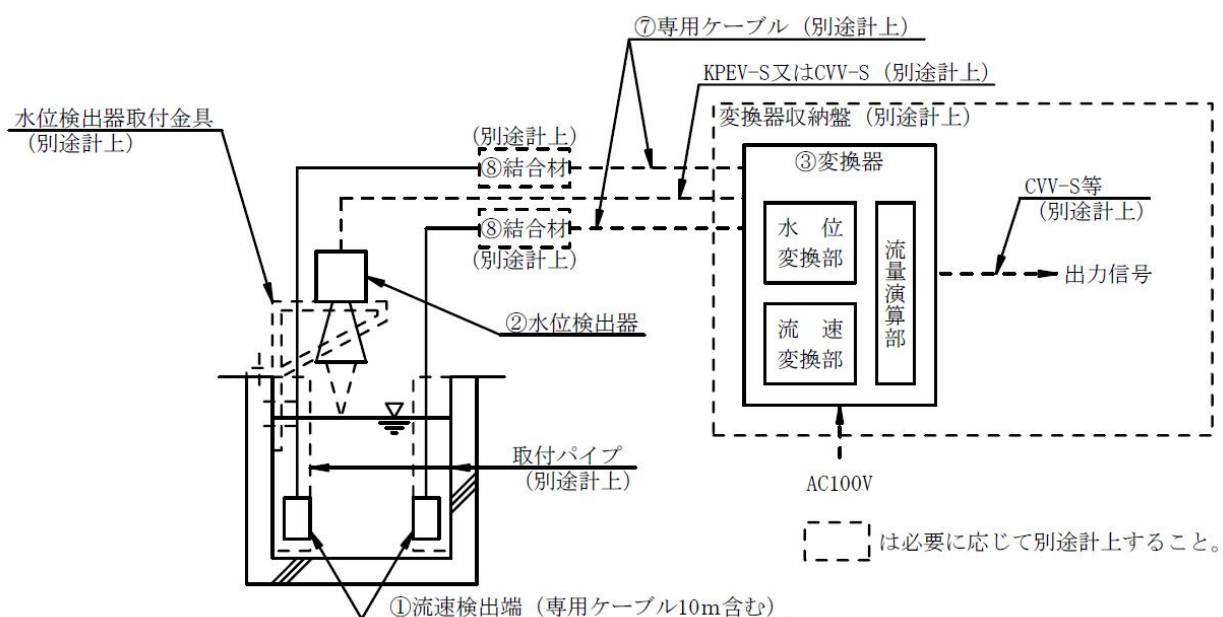 ⑦専用ケーブル（別途計上）
KPEV-S又はCVV-S（別途計上）
水位検出器取付金具
（別途計上）
変換器収納盤（別途計上）
（別途計上）
⑧結合材
③変換器
CVV-S等
（別途計上）
⑧結合材
（別途計上）
水　位
変換部
流量演算部
出力信号
②水位検出器
流　速
変換部
取付パイプ
（別途計上）
AC100V
は必要に応じて別途計上すること。
①流速検出端（専用ケーブル10m含む）